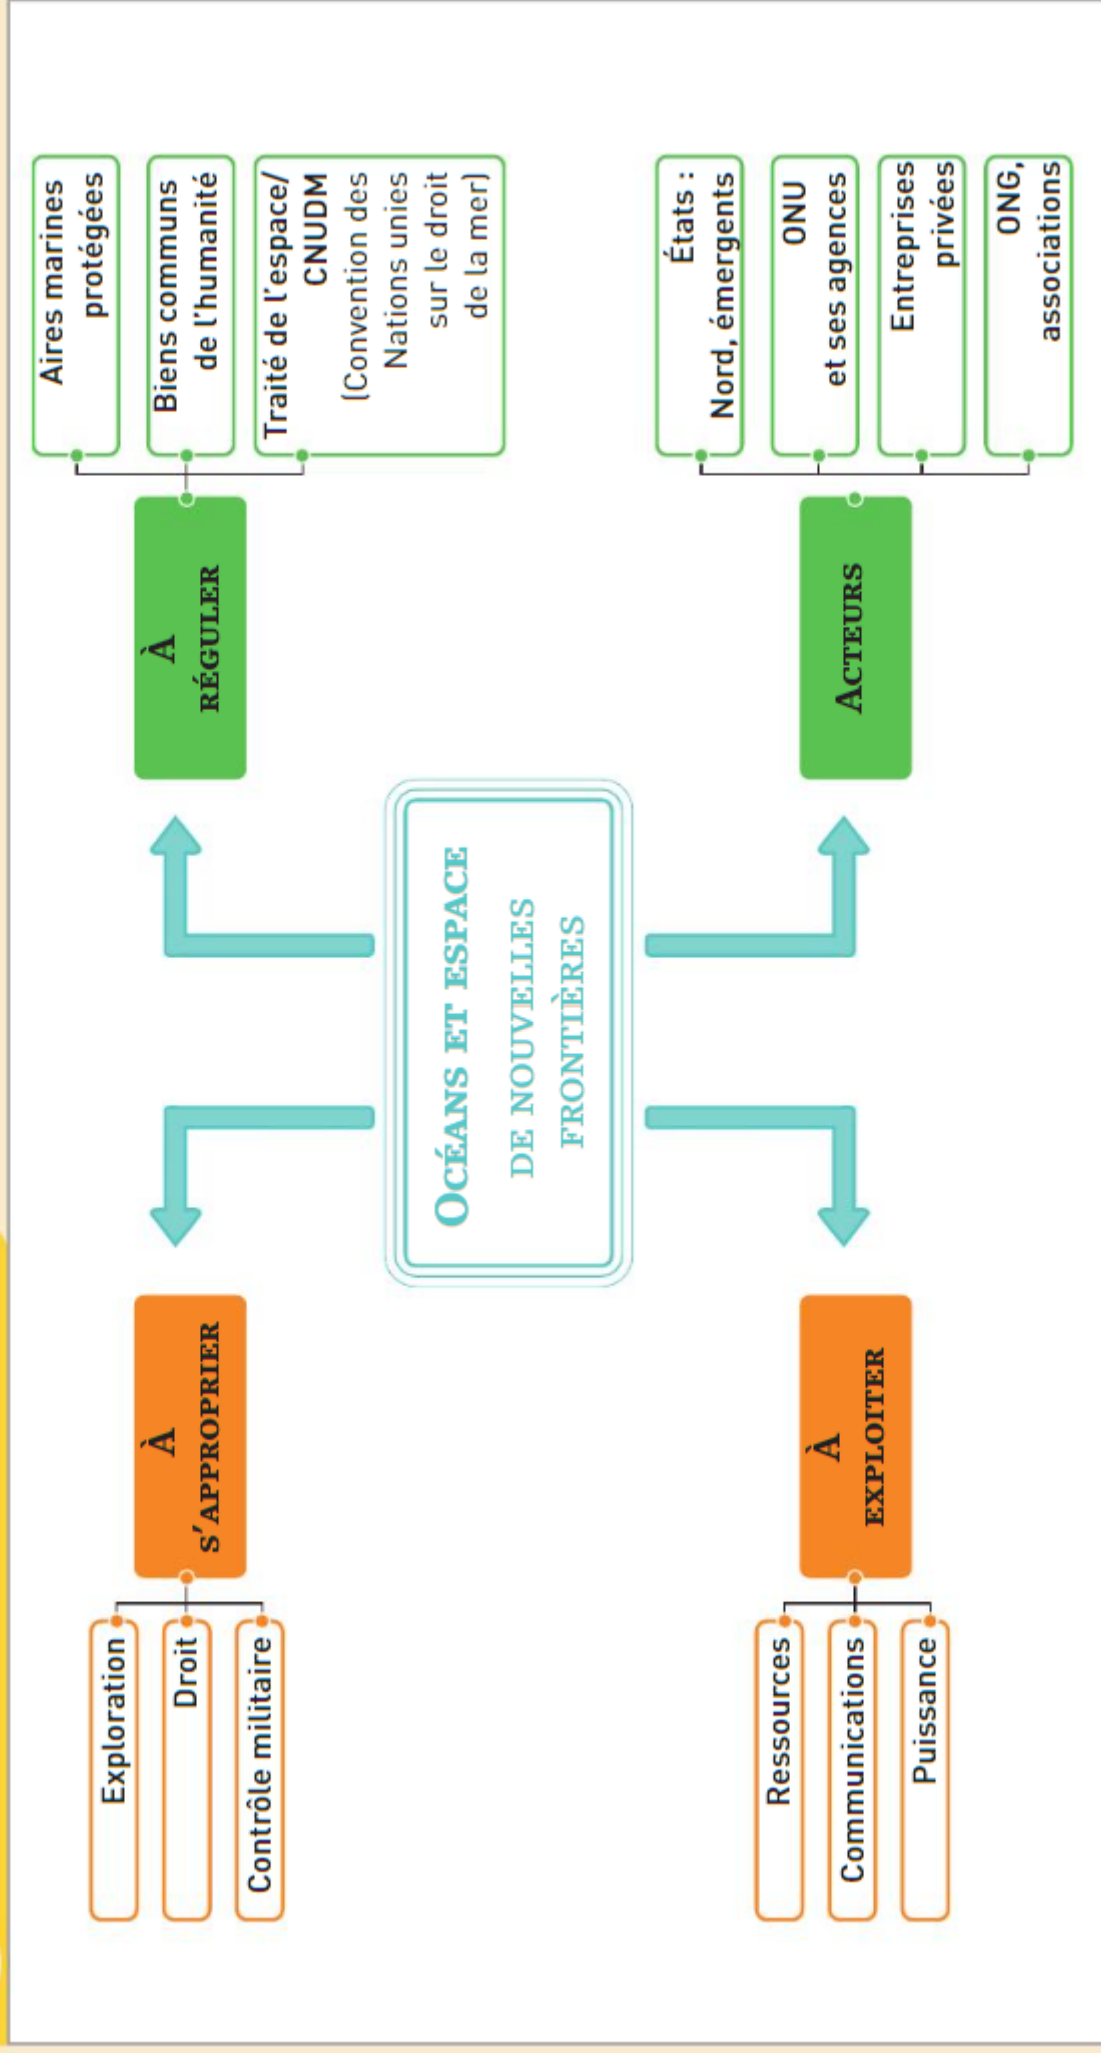 Exploration
Droit
Contrôle militaire
À
S'APPROPRIER
À
RÉGULER
Aires marines
protégées
Biens communs
de l'humanité
Traité de l'espace/
CNUDM
(Convention des
Nations unies
sur le droit
de la mer)
OCÉANS ET ESPACE
DE NOUVELLES
FRONTIÈRES
Ressources
Communications
Puissance
À
EXPLOITER
ACTEURS
États :
Nord, émergents
ONU
et ses agences
Entreprises
privées
ONG,
associations